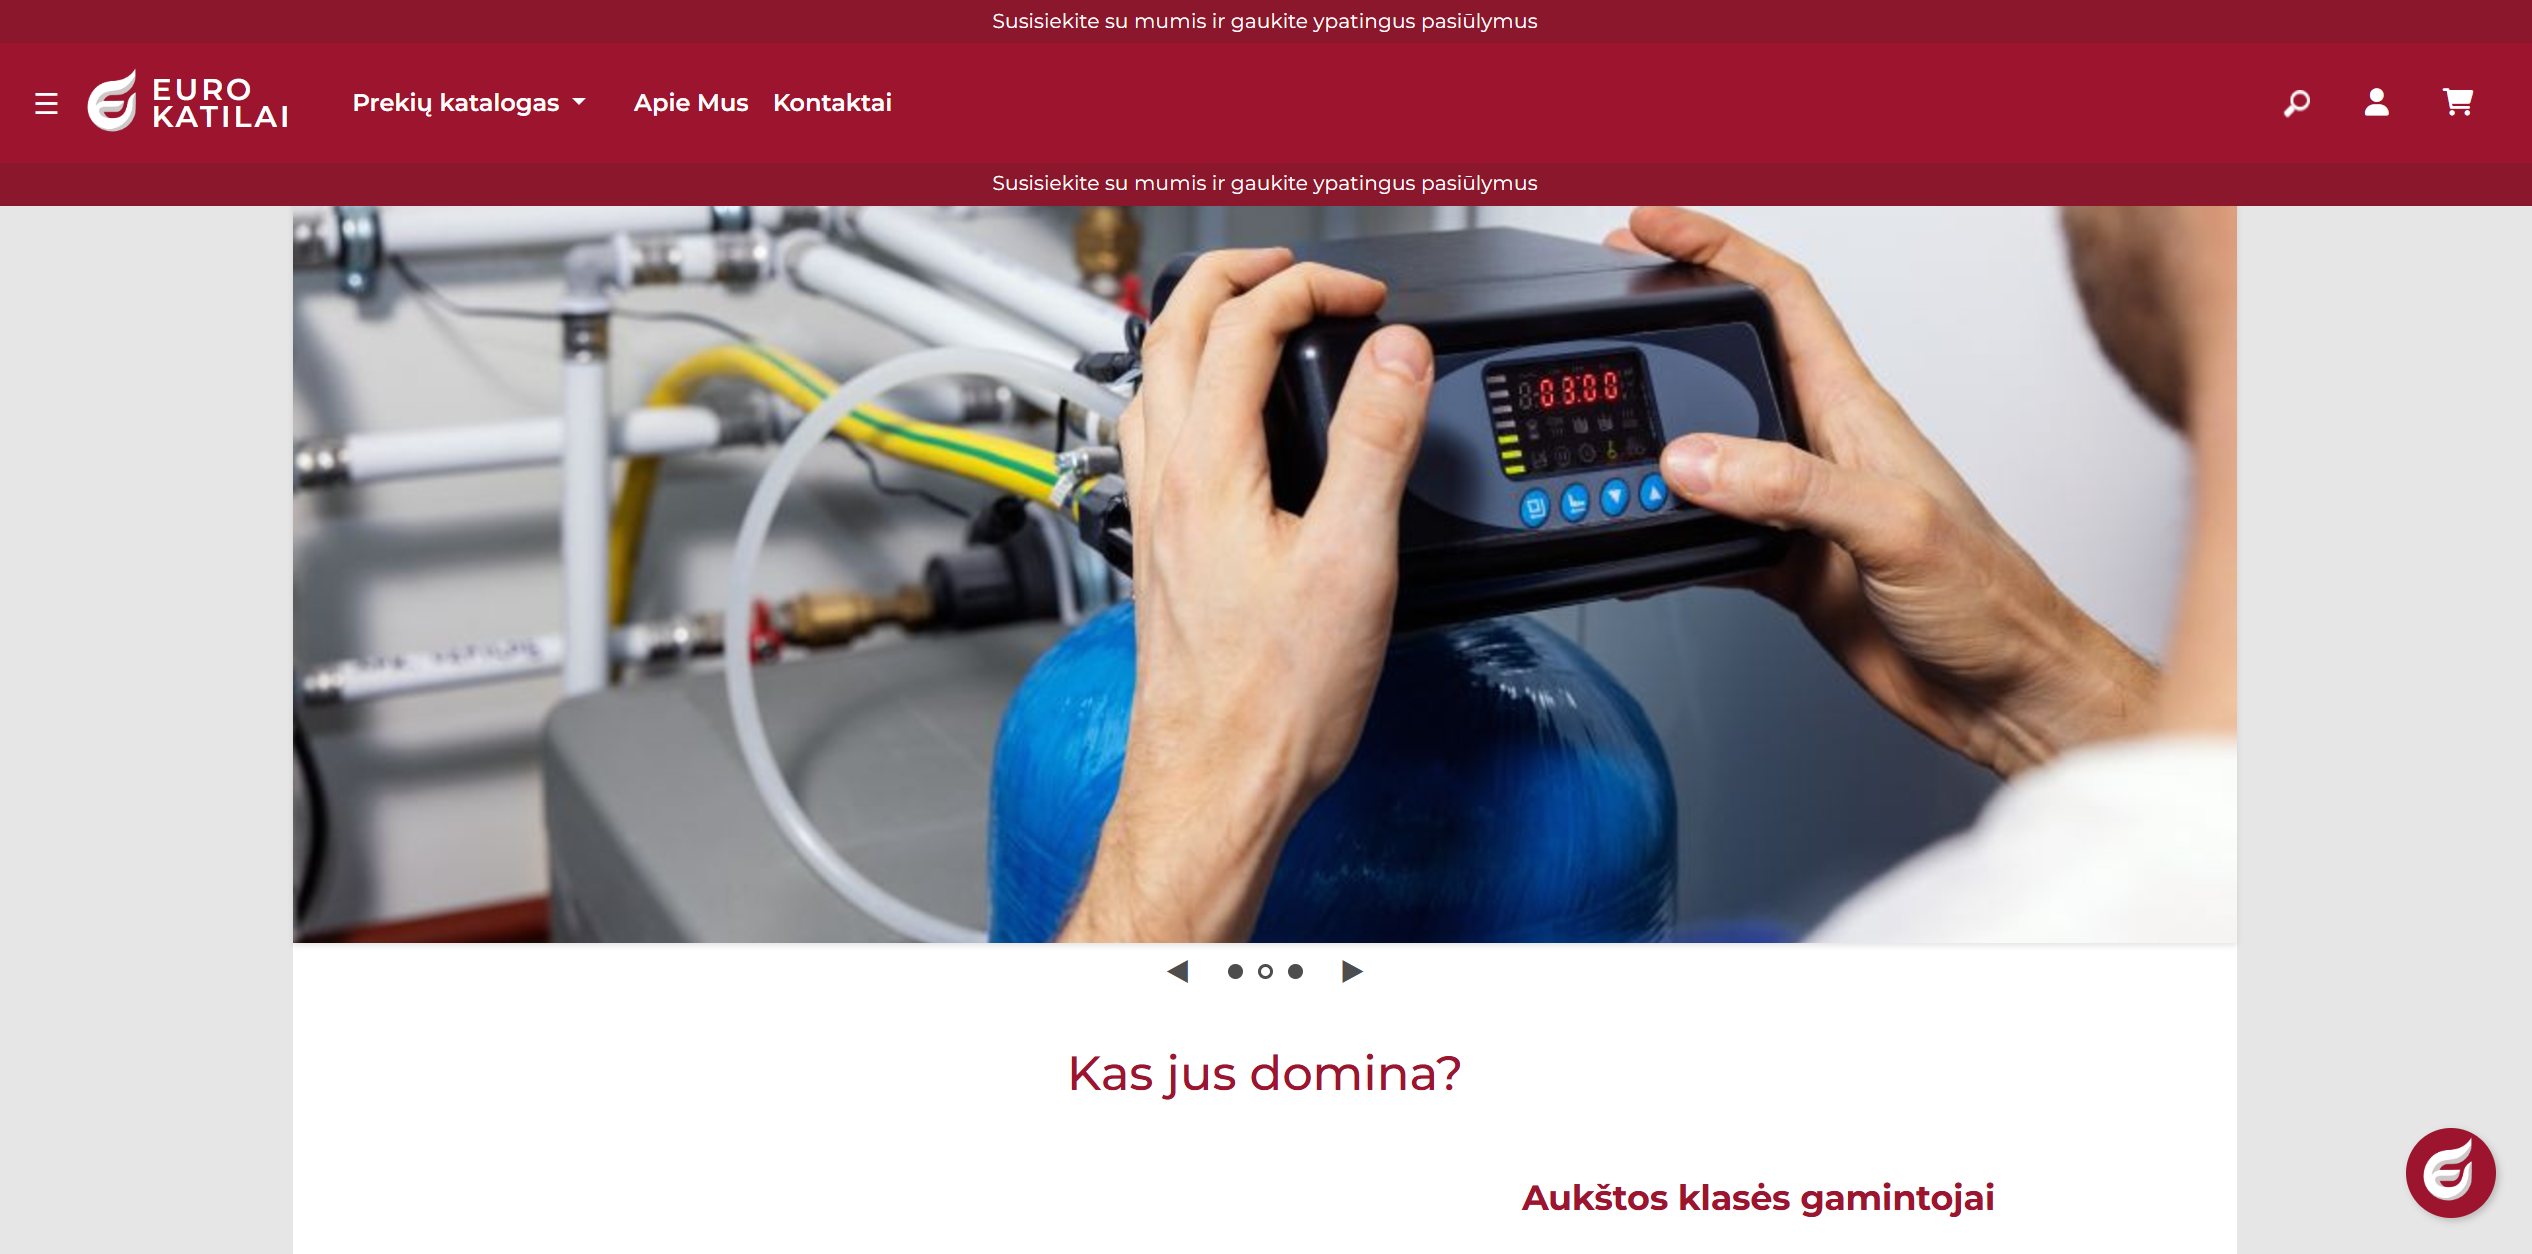 Susisiekite su mumis ir gaukite ypatingus pasiūlymus
EURO
KATILAI
Prekių katalogas
Apie Mus
Kontaktai
Susisiekite su mumis ir gaukite ypatingus pasiūlymus
03:00
Kas jus domina?
Aukštos klasės gamintojai